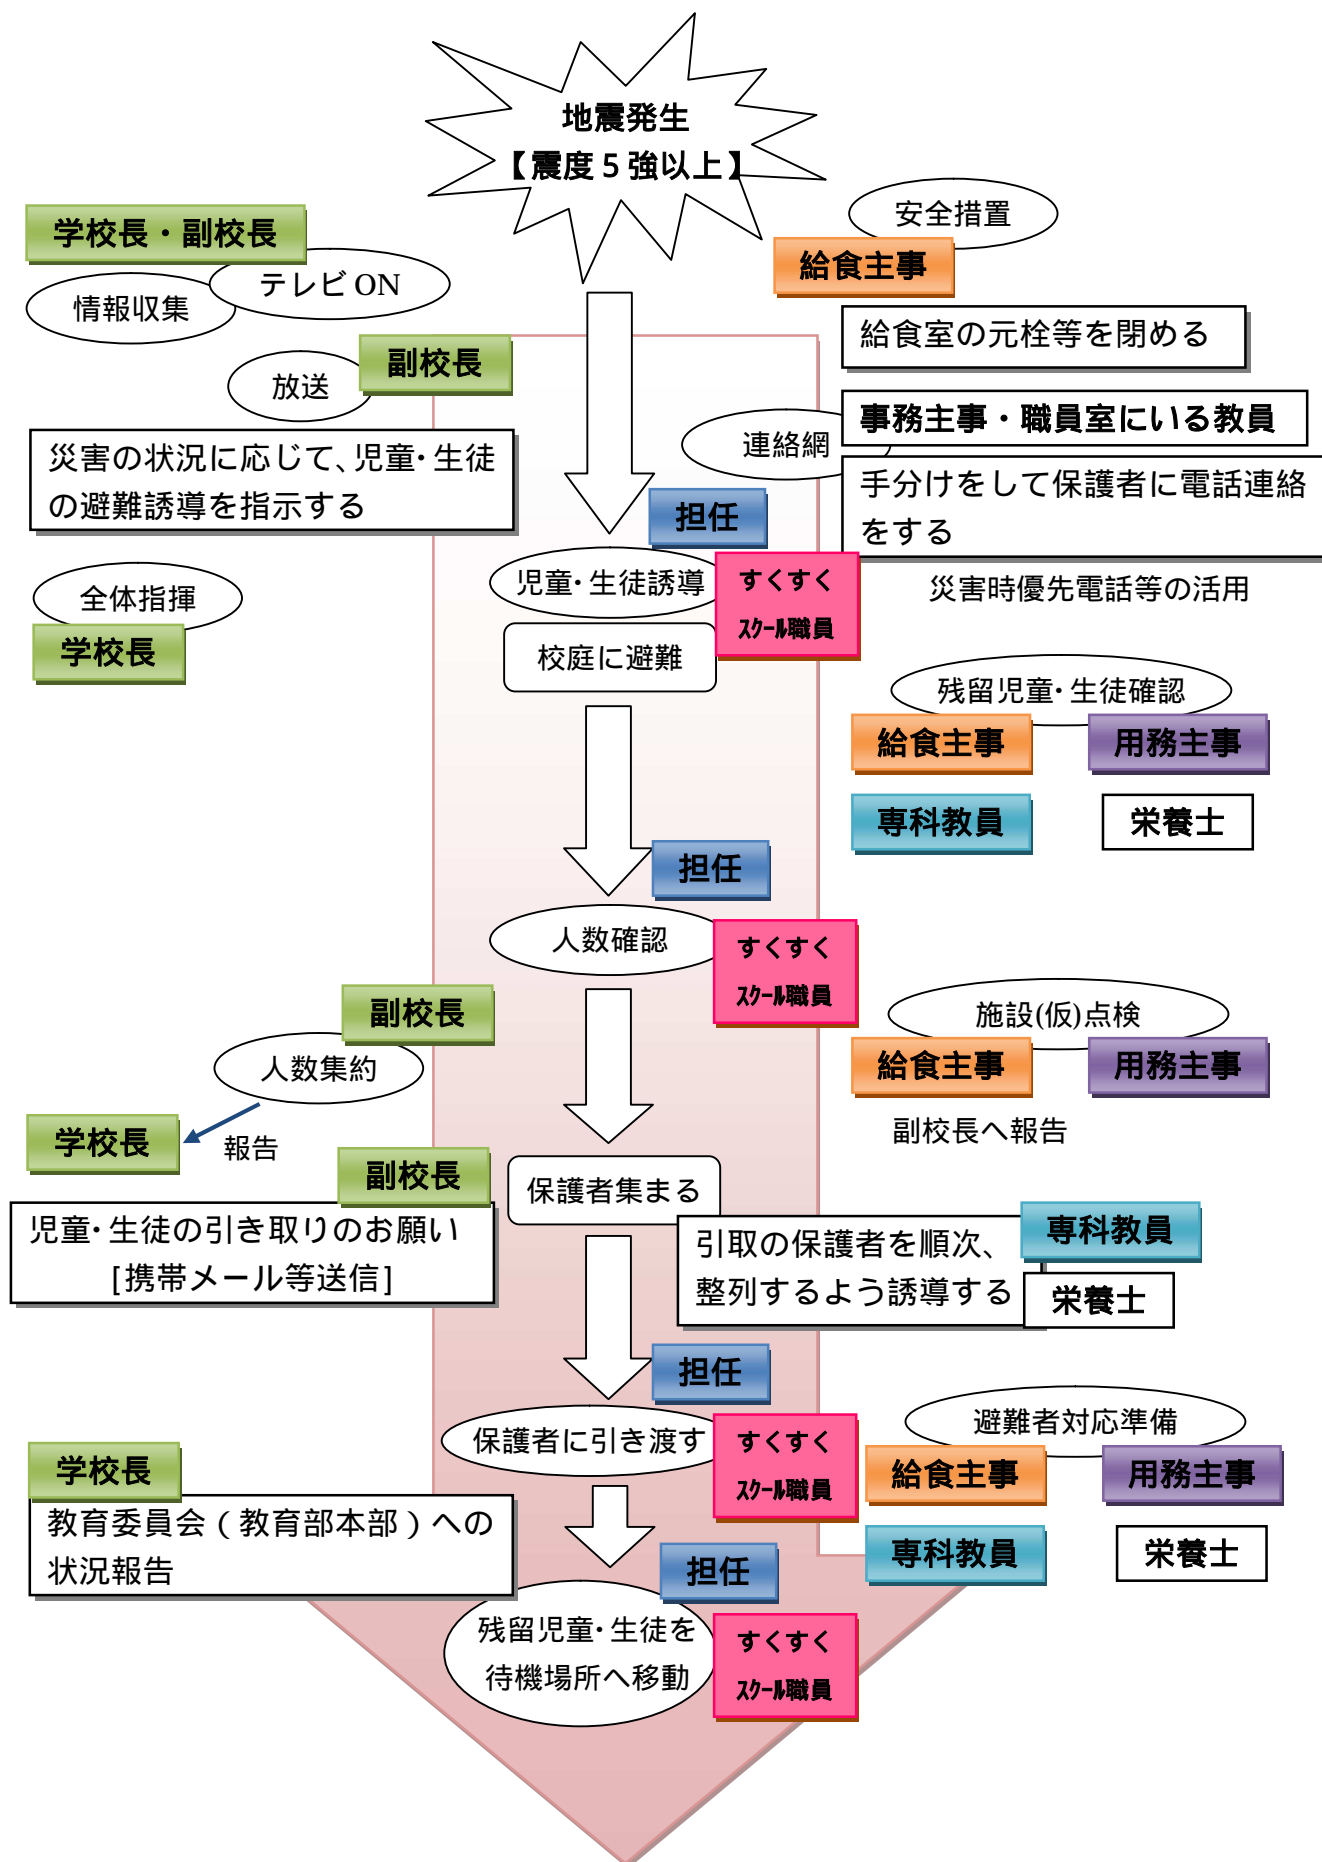 地震発生
【震度５強以上】
安全措置
学校長・副校長
給食主事
テレビ ON
情報収集
給食室の元栓等を閉める
副校長
放送
事務主事・職員室にいる教員
連絡網
災害の状況に応じて、児童・生徒
の避難誘導を指示する
手分けをして保護者に電話連絡
をする
担任
児童・生徒誘導
すくすく
ｽｸｰﾙ職員
災害時優先電話等の活用
全体指揮
学校長
校庭に避難
残留児童・生徒確認
給食主事
用務主事
専科教員
栄養士
担任
人数確認
すくすく
ｽｸｰﾙ職員
副校長
施設(仮)点検
人数集約
給食主事
用務主事
学校長
報告
副校長へ報告
副校長
保護者集まる
児童・生徒の引き取りのお願い
[携帯メール等送信]
引取の保護者を順次、
整列するよう誘導する
専科教員
栄養士
担任
保護者に引き渡す
すくすく
ｽｸｰﾙ職員
避難者対応準備
学校長
給食主事
用務主事
教育委員会（教育部本部）への
状況報告
専科教員
栄養士
担任
残留児童・生徒を
待機場所へ移動
すくすく
ｽｸｰﾙ職員